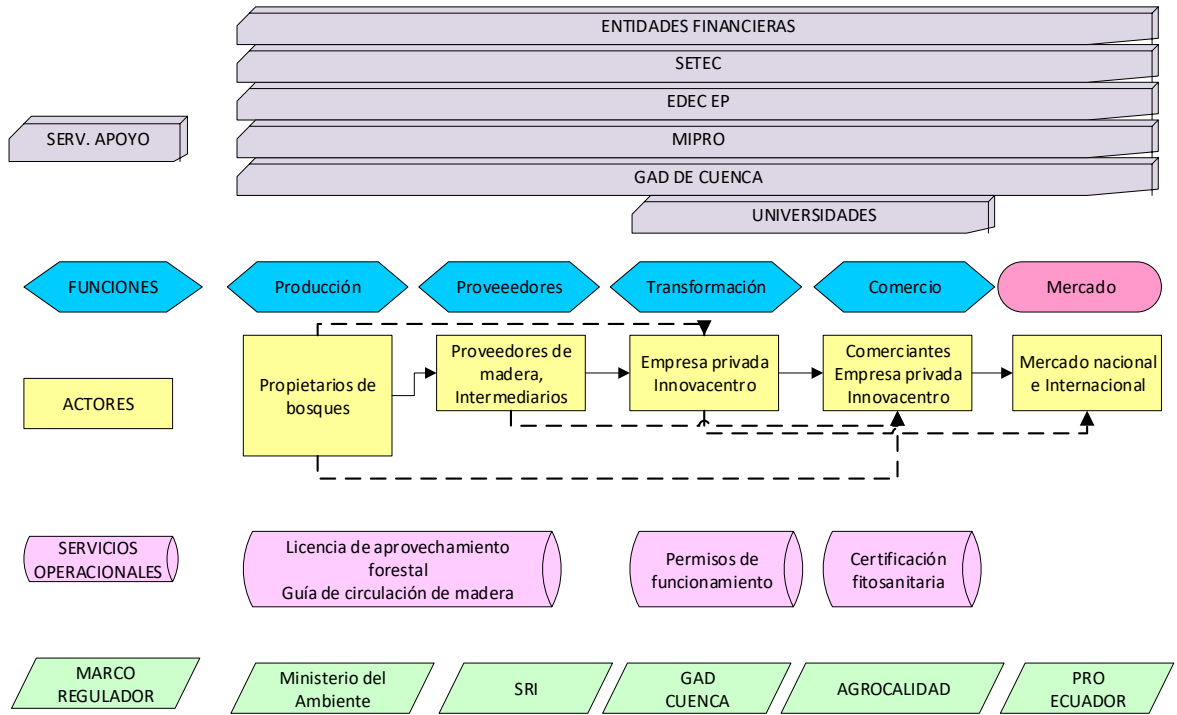 ENTIDADES FINANCIERAS
SETEC
EDEC EP
SERV. APOYO
MIPRO
GAD DE CUENCA
UNIVERSIDADES
FUNCIONES
Producción
Proveeedores
Transformación
Comercio
Mercado
ACTORES
Propietarios de
bosques
Proveedores de
madera,
Intermediarios
Empresa privada
Innovacentro
Comerciantes
Empresa privada
Innovacentro
Mercado nacional
e Internacional
SERVICIOS
OPERACIONALES
Licencia de aprovechamiento
forestal
Guía de circulación de madera
Permisos de
funcionamiento
Certificación
fitosanitaria
MARCO
REGULADOR
Ministerio del
Ambiente
SRI
GAD
CUENCA
AGROCALIDAD
PRO
ECUADOR